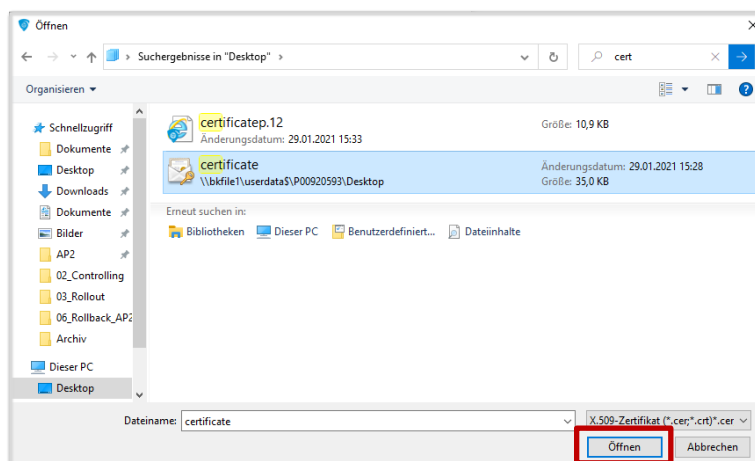 Öffnen
Suchergebnisse in "Desktop"
cert
Organisieren
Schnellzugriff
Dokumente
Desktop
Downloads
Dokumente
Bilder
AP2
02_Controlling
03_Rollout
06_Rollback_AP2
Archiv
Dieser PC
Desktop
certificatep.12
Änderungsdatum: 29.01.2021 15:33
Größe: 10,9 KB
certificate
\\bkfile1\userdata$\P00920593\Desktop
Änderungsdatum: 29.01.2021 15:28
Größe: 35,0 KB
Erneut suchen in:
Bibliotheken Dieser PC Benutzerdefiniert... Dateiinhalte
Dateiname: certificate
X.509-Zertifikat (*.cer;*.crt)*.cer
Öffnen Abbrechen